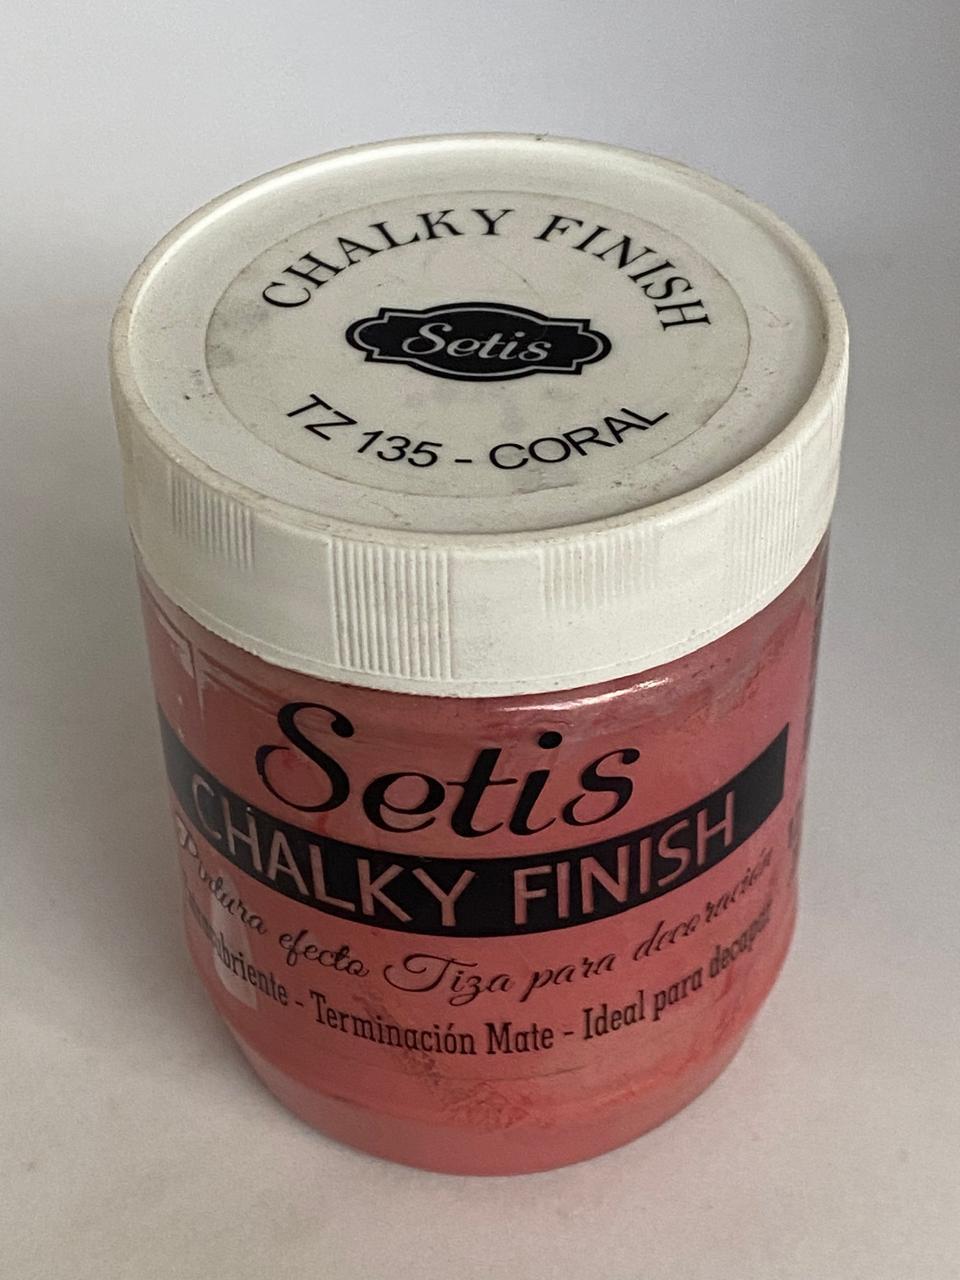 CHALKY FINISH
Setis
TZ 135 - CORAL
Setis
CHALKY FINISH
Pintura efecto Tiza para decoración
- Terminación Mate - Ideal para decapar